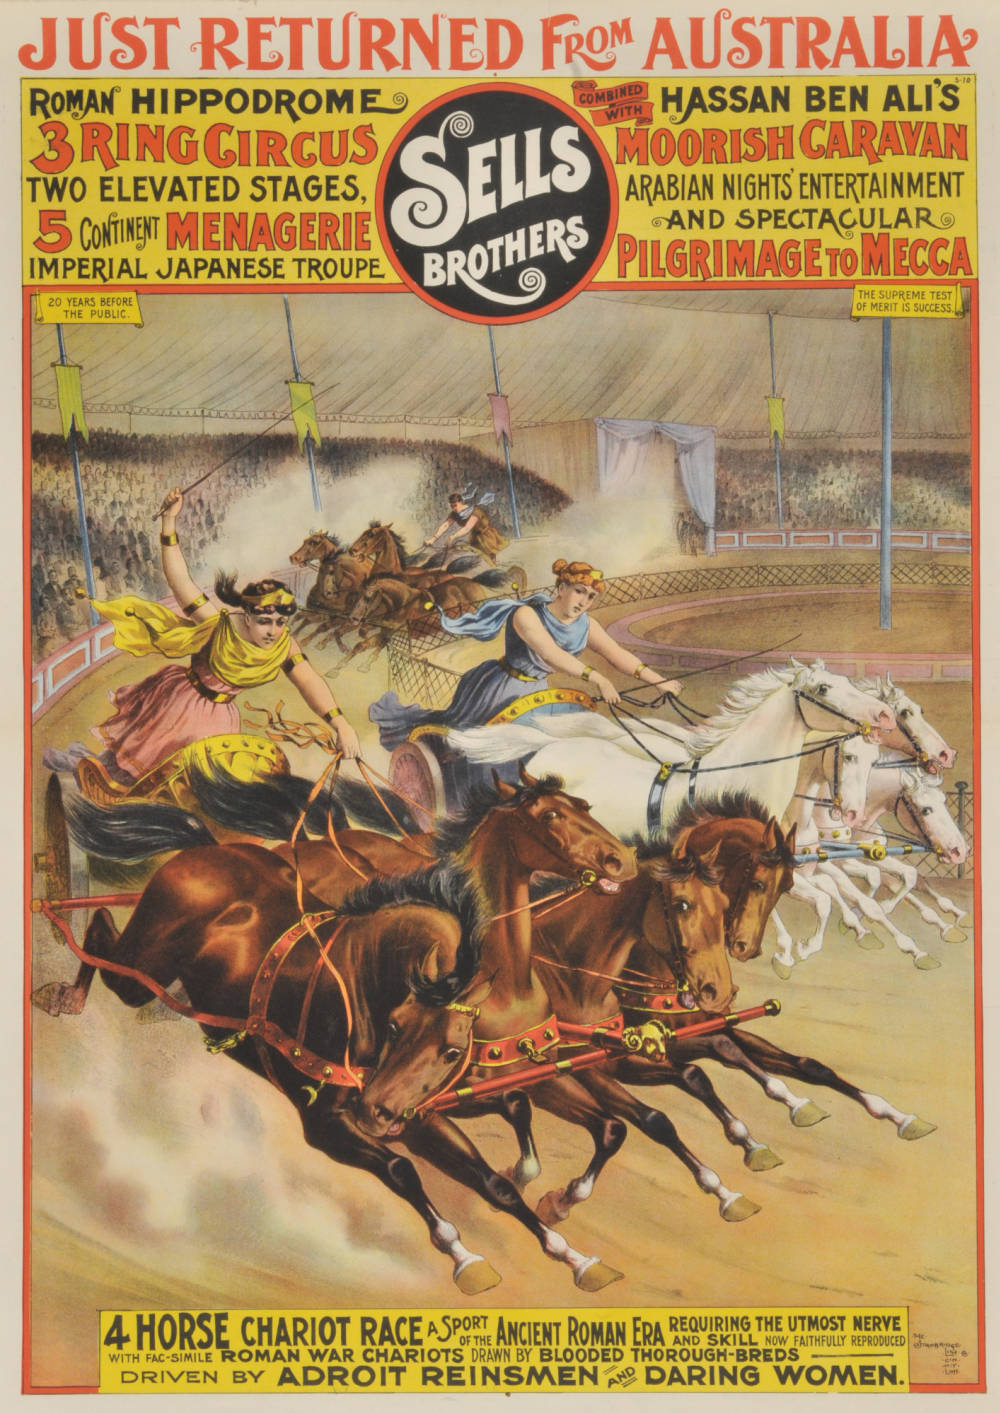 JUST RETURNED FROM AUSTRALIA
5-10
ROMAN HIPPODROME
3 RING CIRCUS
TWO ELEVATED STAGES,
5 CONTINENT MENAGERIE
IMPERIAL JAPANESE TROUPE
SELLS
BROTHERS
COMBINED
WITH
HASSAN BEN ALI'S
MOORISH CARAVAN
ARABIAN NIGHTS' ENTERTAINMENT
AND SPECTACULAR
PILGRIMAGE TO MECCA
20 YEARS BEFORE
THE PUBLIC.
THE SUPREME TEST
OF MERIT IS SUCCESS.
4 HORSE CHARIOT RACE A SPORT OF THE ANCIENT ROMAN ERA REQUIRING THE UTMOST NERVE
AND SKILL NOW FAITHFULLY REPRODUCED
WITH FAC-SIMILE ROMAN WAR CHARIOTS DRAWN BY BLOODED THOROUGH-BREDS
DRIVEN BY ADROIT REINSMEN AND DARING WOMEN.